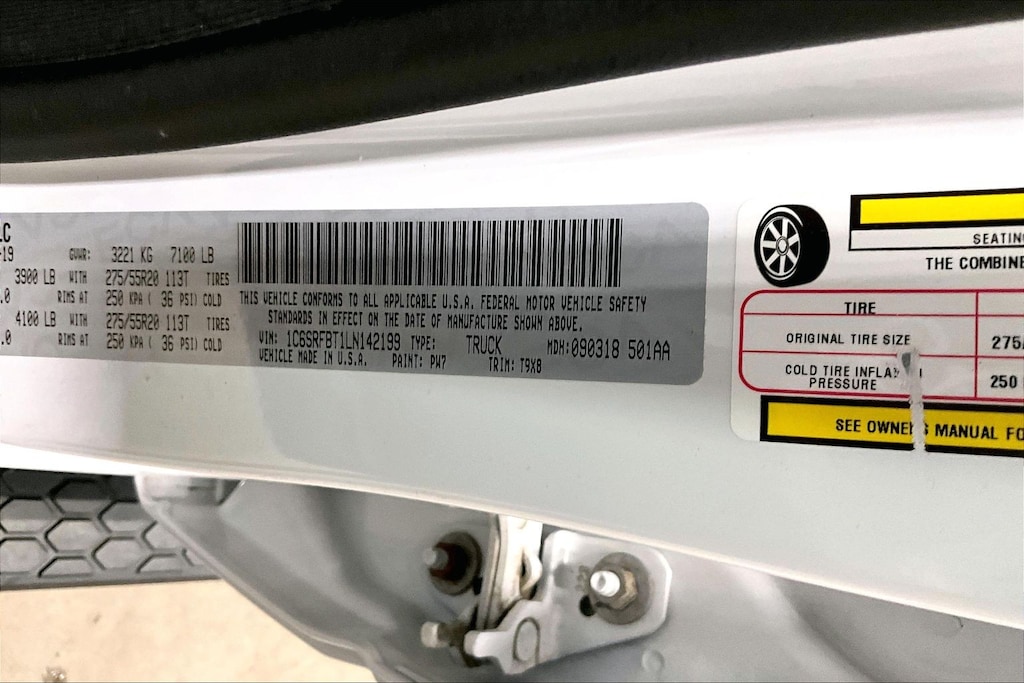 LC
-19
GVWR: 3221 KG 7100 LB
3900 LB WITH 275/55R20 113T TIRES
.0 RIMS AT 250 KPA ( 36 PSI) COLD
4100 LB WITH 275/55R20 113T TIRES
.0 RIMS AT 250 KPA ( 36 PSI) COLD
THIS VEHICLE CONFORMS TO ALL APPLICABLE U.S.A. FEDERAL MOTOR VEHICLE SAFETY
STANDARDS IN EFFECT ON THE DATE OF MANUFACTURE SHOWN ABOVE.
VIN: 1C6SRFBT1LN142199 TYPE: TRUCK MDH: 090318 501AA
VEHICLE MADE IN U.S.A. PAINT: PW7 TRIM: T9X8
SEATIN
THE COMBINE
TIRE
ORIGINAL TIRE SIZE 275/
COLD TIRE INFLA
PRESSURE 250
SEE OWNER'S MANUAL FO